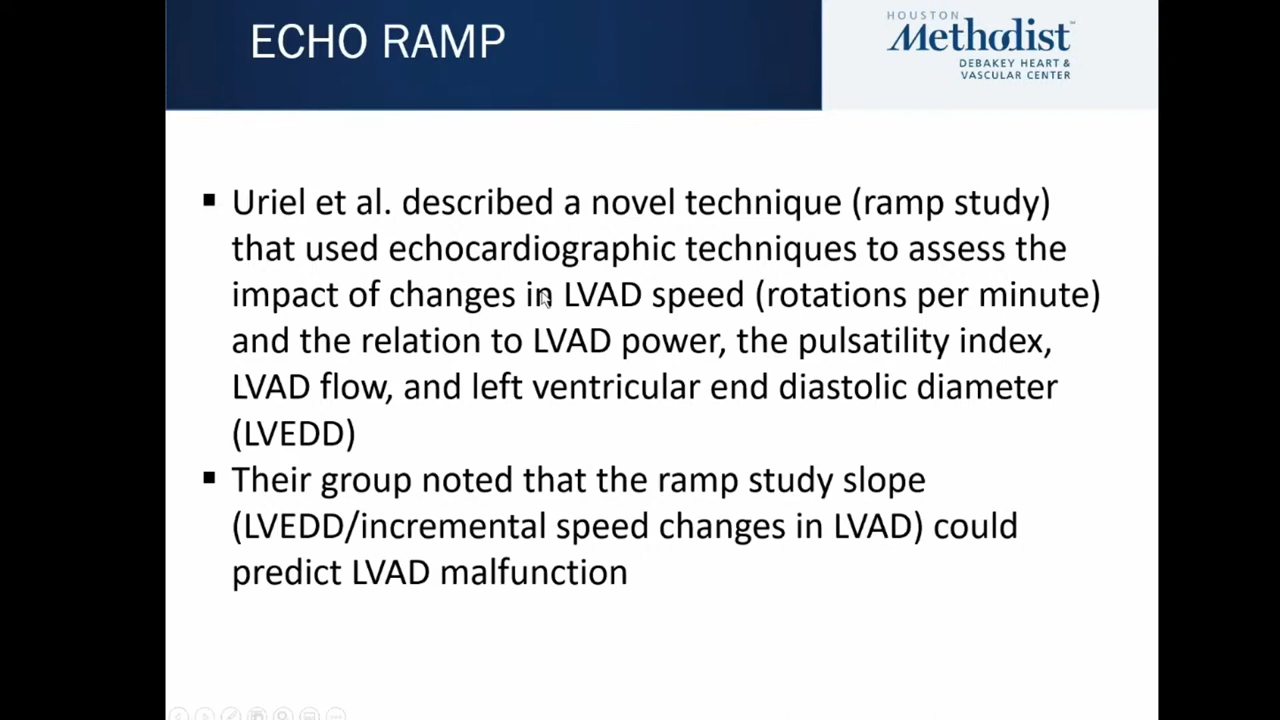 ECHO RAMP
HOUSTON
Methodist
DEBAKEY HEART &
VASCULAR CENTER
▪ Uriel et al. described a novel technique (ramp study)
that used echocardiographic techniques to assess the
impact of changes in LVAD speed (rotations per minute)
and the relation to LVAD power, the pulsatility index,
LVAD flow, and left ventricular end diastolic diameter
(LVEDD)
▪ Their group noted that the ramp study slope
(LVEDD/incremental speed changes in LVAD) could
predict LVAD malfunction